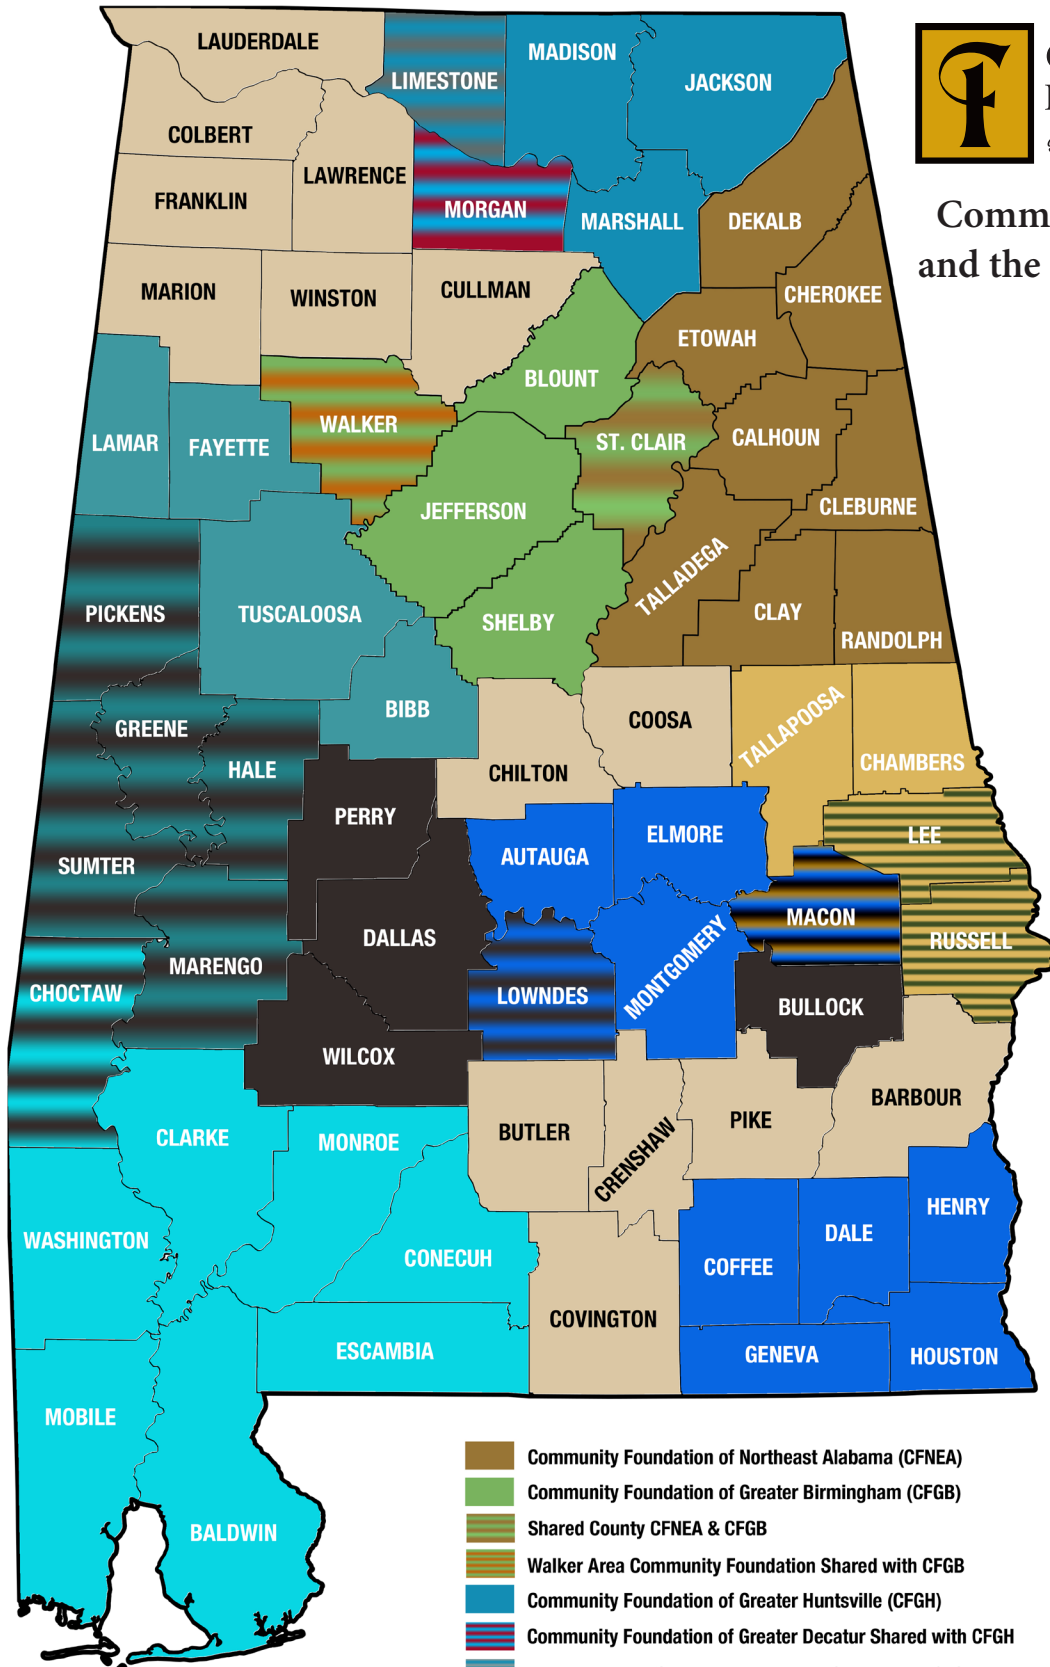 LAUDERDALE
LIMESTONE
MADISON
JACKSON
COLBERT
LAWRENCE
FRANKLIN
MORGAN
MARSHALL
DEKALB
Comm
and the
MARION
WINSTON
CULLMAN
CHEROKEE
ETOWAH
BLOUNT
LAMAR
FAYETTE
WALKER
ST. CLAIR
CALHOUN
JEFFERSON
CLEBURNE
TALLADEGA
PICKENS
TUSCALOOSA
SHELBY
CLAY
RANDOLPH
BIBB
COOSA
TALLAPOOSA
GREENE
HALE
CHILTON
CHAMBERS
PERRY
ELMORE
LEE
SUMTER
AUTAUGA
MACON
DALLAS
RUSSELL
MARENGO
MONTGOMERY
CHOCTAW
LOWNDES
BULLOCK
WILCOX
BARBOUR
CLARKE
MONROE
BUTLER
CRENSHAW
PIKE
HENRY
WASHINGTON
CONECUH
COFFEE
DALE
COVINGTON
ESCAMBIA
GENEVA
HOUSTON
MOBILE
BALDWIN
Community Foundation of Northeast Alabama (CFNEA)
Community Foundation of Greater Birmingham (CFGB)
Shared County CFNEA & CFGB
Walker Area Community Foundation Shared with CFGB
Community Foundation of Greater Huntsville (CFGH)
Community Foundation of Greater Decatur Shared with CFGH